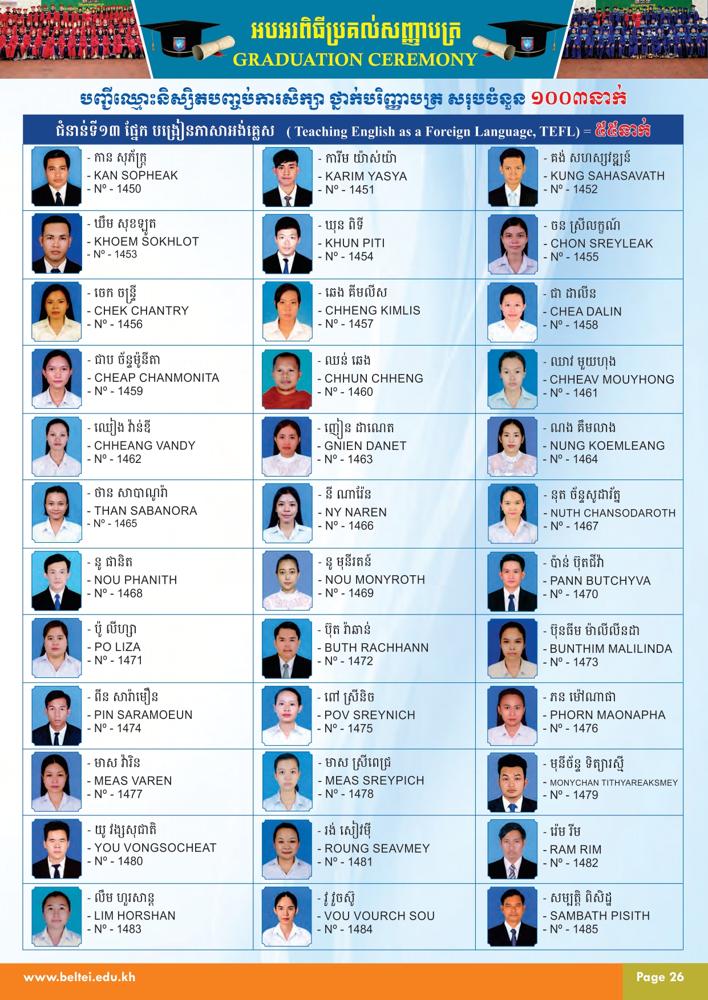 អបអរពិធីប្រគល់សញ្ញាបត្រ
GRADUATION CEREMONY
បញ្ជីឈ្មោះនិស្សិតបញ្ចប់ការសិក្សា ថ្នាក់បរិញ្ញាបត្រ សរុបចំនួន ១០០៣នាក់
ជំនាន់ទី១៣ ផ្នែក បង្រៀនភាសាអង់គ្លេស ( Teaching English as a Foreign Language, TEFL) = ៥៥នាក់
- កាន សុភ័ក្ត្រ
- KAN SOPHEAK
- Nº - 1450
- ការីម យ៉ាស់យ៉ា
- KARIM YASYA
- Nº - 1451
- គង់ សហស្សវឌ្ឍន៍
- KUNG SAHASAVATH
- Nº - 1452
- ឃឹម សុខឡុត
- KHOEM SOKHLOT
- Nº - 1453
- ឃុន ពិទី
- KHUN PITI
- Nº - 1454
- ចន ស្រីលក្ខណ៍
- CHON SREYLEAK
- Nº - 1455
- ចេក ចន្ទ្រី
- CHEK CHANTRY
- Nº - 1456
- ឆេង គីមលីស
- CHHENG KIMLIS
- Nº - 1457
- ជា ដាលីន
- CHEA DALIN
- Nº - 1458
- ជាប ច័ន្ទម៉ូនីតា
- CHEAP CHANMONITA
- Nº - 1459
- ឈន់ ឆេង
- CHHUN CHHENG
- Nº - 1460
- ឈាវ មួយហុង
- CHHEAV MOUYHONG
- Nº - 1461
- ឈៀង វ៉ាន់ឌី
- CHHEANG VANDY
- Nº - 1462
- ញៀន ដាណេត
- GNIEN DANET
- Nº - 1463
- ណង គឹមលាង
- NUNG KOEMLEANG
- Nº - 1464
- ថាន សាបាណូរ៉ា
- THAN SABANORA
- Nº - 1465
- នី ណារ៉ែន
- NY NAREN
- Nº - 1466
- នុត ច័ន្ទសូដារ័ត្ន
- NUTH CHANSODAROTH
- Nº - 1467
- នូ ផានិត
- NOU PHANITH
- Nº - 1468
- នូ មុនីរតន៍
- NOU MONYROTH
- Nº - 1469
- ប៉ាន់ ប៊ុតជីវ៉ា
- PANN BUTCHYVA
- Nº - 1470
- ប៉ូ លីហ្សា
- PO LIZA
- Nº - 1471
- ប៊ុត រ៉ាឆាន់
- BUTH RACHHANN
- Nº - 1472
- ប៊ុនធីម ម៉ាលីលីនដា
- BUNTHIM MALILINDA
- Nº - 1473
- ពីន សារ៉ាមឿន
- PIN SARAMOEUN
- Nº - 1474
- ពៅ ស្រីនិច
- POV SREYNICH
- Nº - 1475
- ភន ម៉ៅណាផា
- PHORN MAONAPHA
- Nº - 1476
- មាស វ៉ារិន
- MEAS VAREN
- Nº - 1477
- មាស ស្រីពេជ្រ
- MEAS SREYPICH
- Nº - 1478
- មុនីច័ន្ទ ទិត្យារស្មី
- MONYCHAN TITHYAREAKSMEY
- Nº - 1479
- យូ វង្សសុជាតិ
- YOU VONGSOCHEAT
- Nº - 1480
- រង់ សៀវម៉ី
- ROUNG SEAVMEY
- Nº - 1481
- រ៉េម រីម
- RAM RIM
- Nº - 1482
- លឹម ហួរសាន្ត
- LIM HORSHAN
- Nº - 1483
- វូ វួចស៊ូ
- VOU VOURCH SOU
- Nº - 1484
- សម្បត្តិ ពិសិដ្ឋ
- SAMBATH PISITH
- Nº - 1485
www.beltei.edu.kh
Page 26